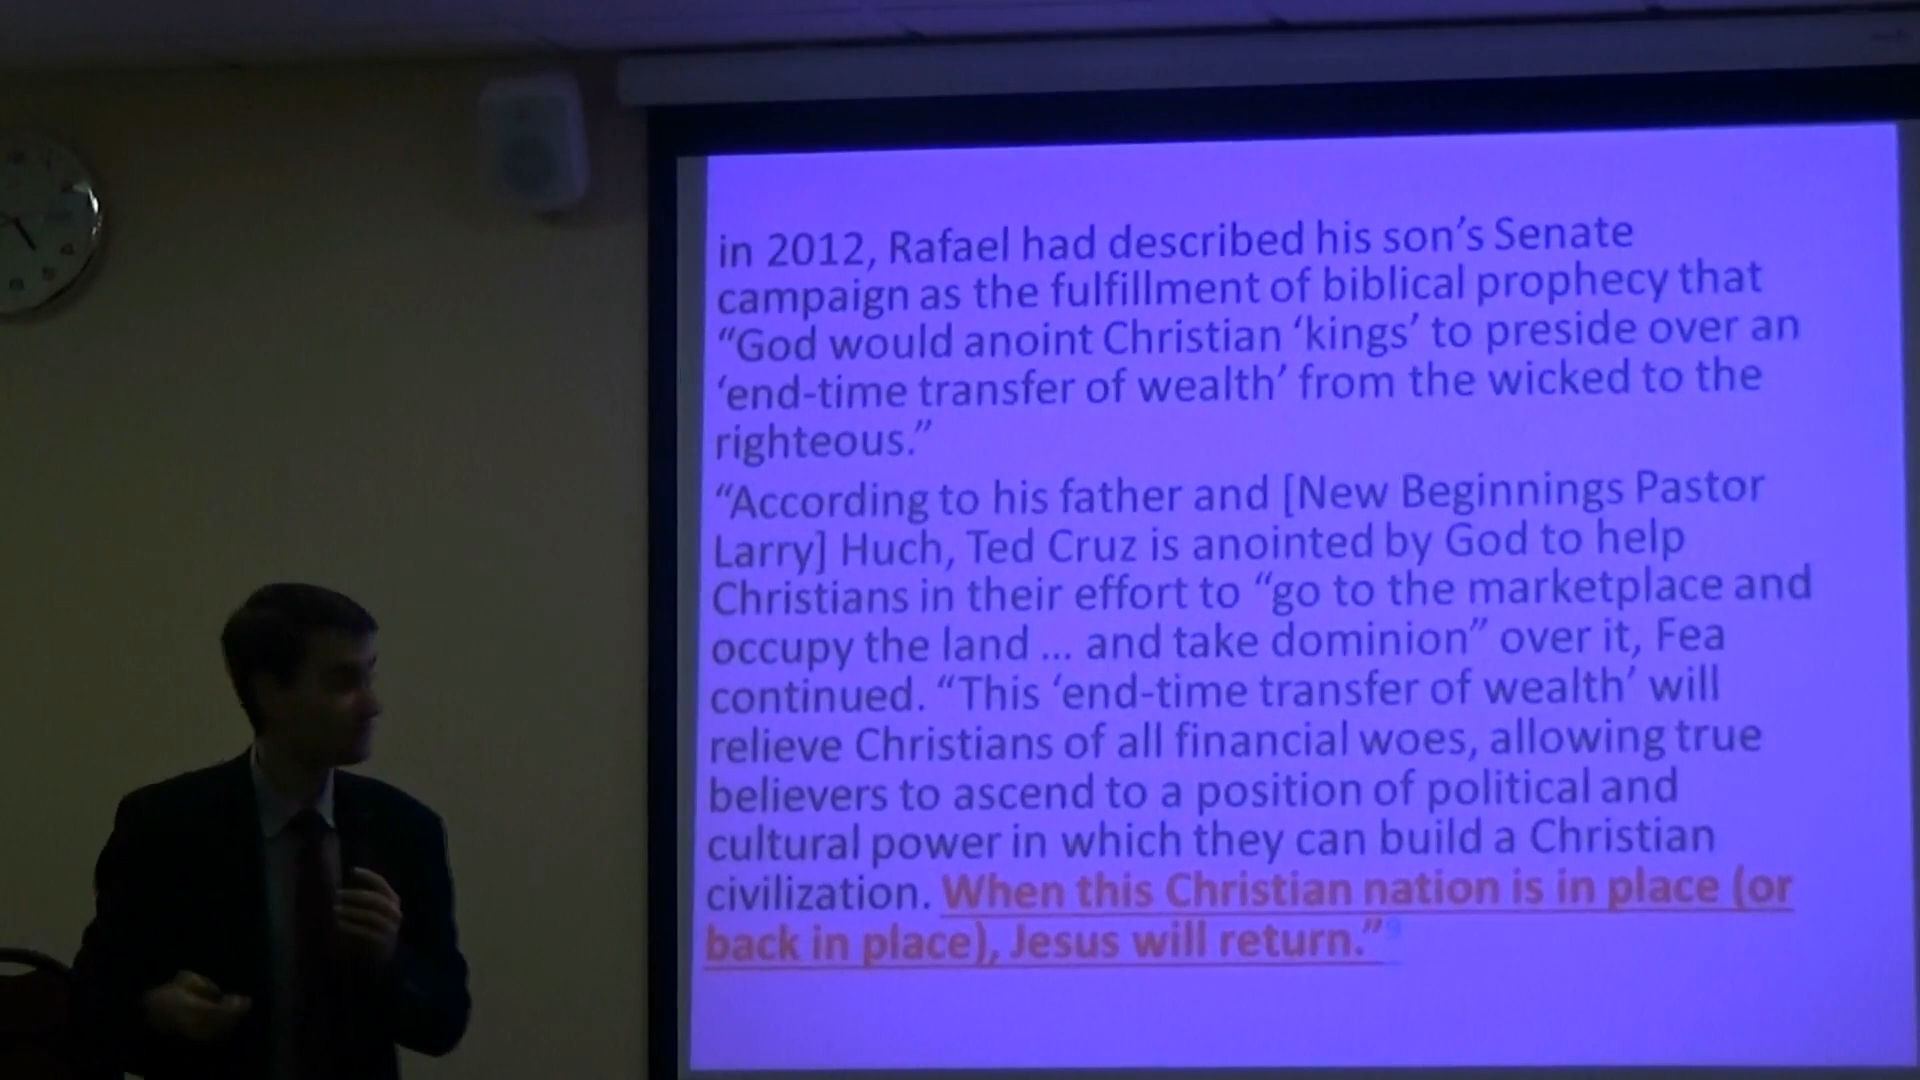 in 2012, Rafael had described his son’s Senate
campaign as the fulfillment of biblical prophecy that
“God would anoint Christian ‘kings’ to preside over an
‘end-time transfer of wealth’ from the wicked to the
righteous.”
“According to his father and [New Beginnings Pastor
Larry] Huch, Ted Cruz is anointed by God to help
Christians in their effort to “go to the marketplace and
occupy the land ... and take dominion” over it, Fea
continued. “This ‘end-time transfer of wealth’ will
relieve Christians of all financial woes, allowing true
believers to ascend to a position of political and
cultural power in which they can build a Christian
civilization. When this Christian nation is in place (or
back in place), Jesus will return.” 9